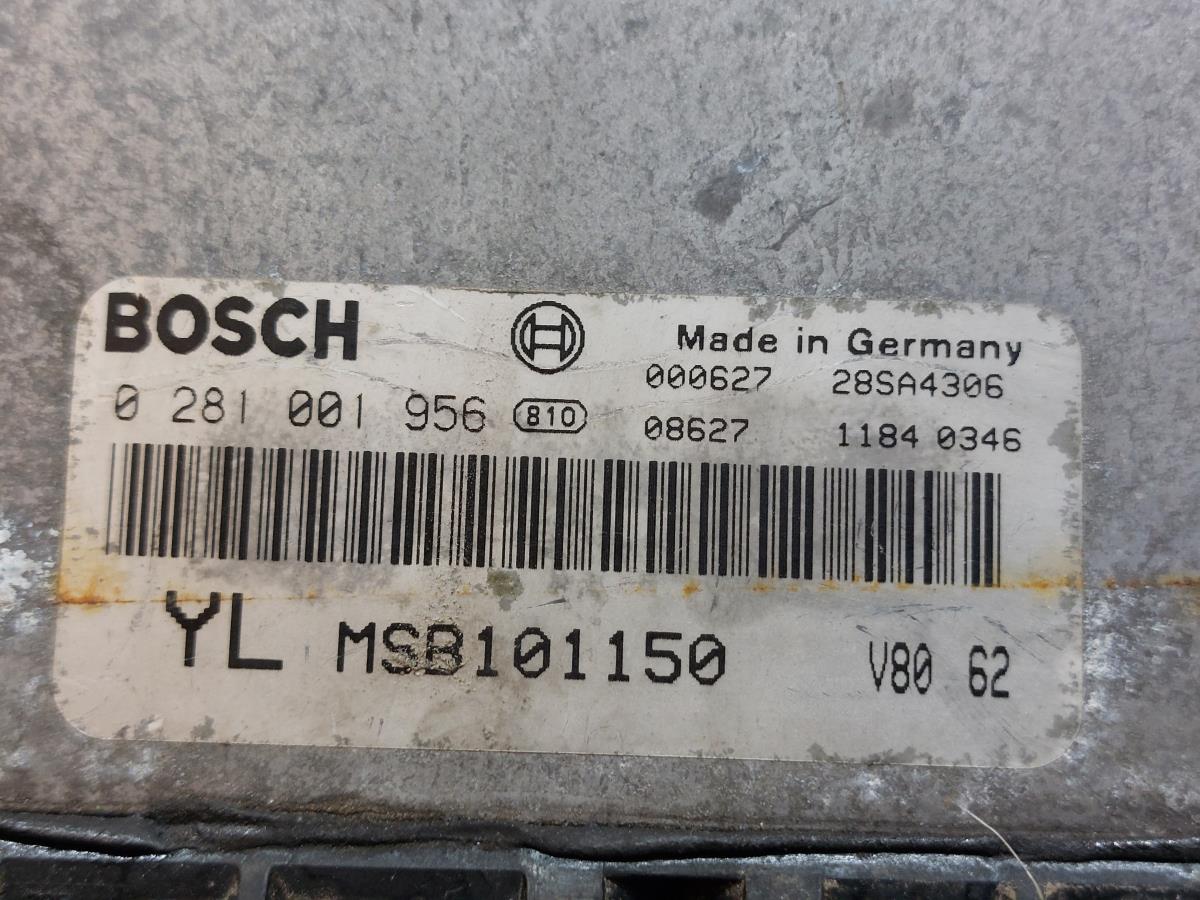 BOSCH
Made in Germany
000627 28SA4306
0 281 001 956 810
08627 1184 0346
YL MSB101150 V80 62